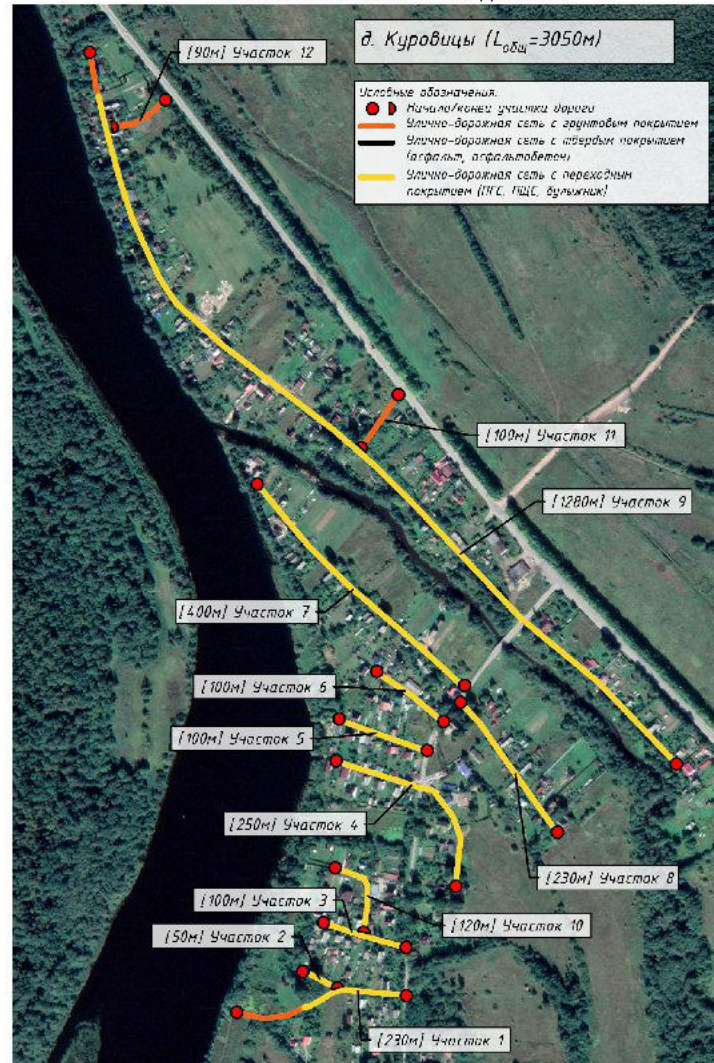 [90м] Участок 12
д. Куровицы (Lобщ=3050м)
Условные обозначения:
Начало/конец участка дороги
Улично-дорожная сеть с грунтовым покрытием
Улично-дорожная сеть с твердым покрытием
(асфальт, асфальтобетон)
Улично-дорожная сеть с переходным
покрытием (ПГС, ПЩС, булыжник)
[100м] Участок 11
[1280м] Участок 9
[400м] Участок 7
[100м] Участок 6
[100м] Участок 5
[250м] Участок 4
[230м] Участок 8
[100м] Участок 3
[120м] Участок 10
[50м] Участок 2
[230м] Участок 1